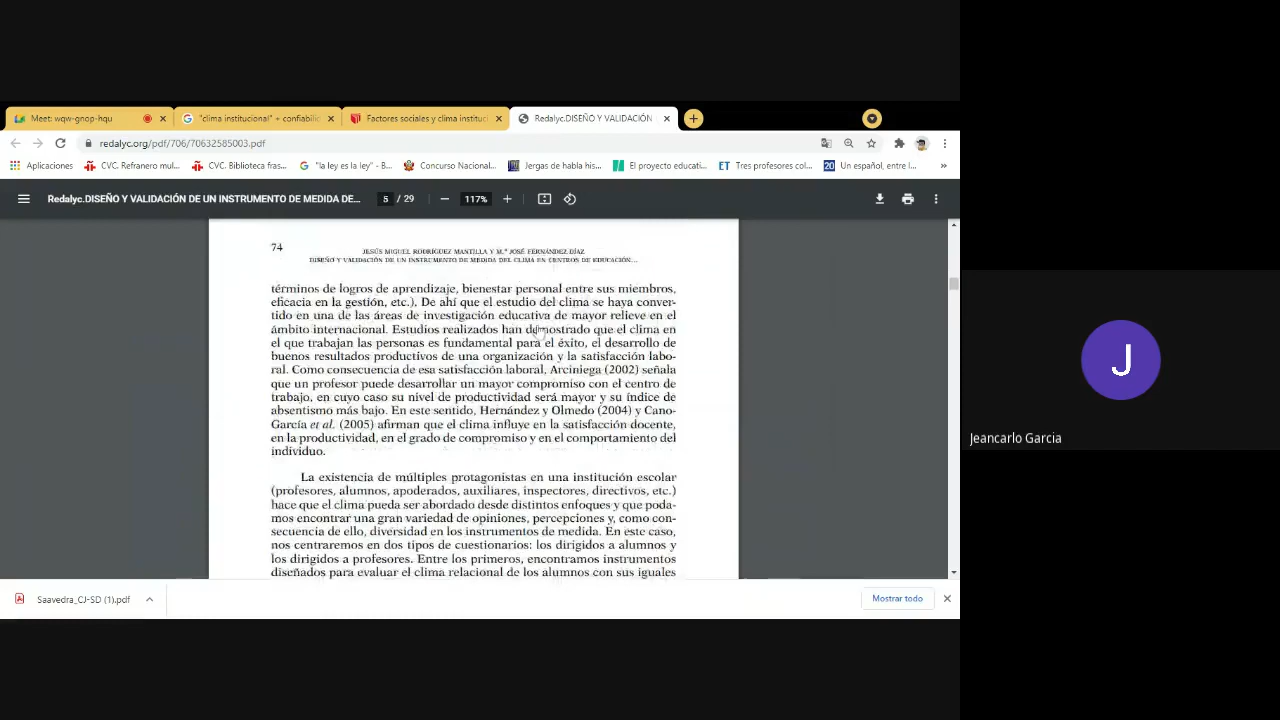 Meet: wqw-gnop-hqu
"clima institucional" + confiabili
Factores sociales y clima instituci
Redalyc.DISEÑO Y VALIDACIÓN
redalyc.org/pdf/706/70632585003.pdf
Aplicaciones
CVC. Refranero mul...
CVC. Biblioteca fras...
"la ley es la ley" - B...
Concurso Nacional...
Jergas de habla his...
El proyecto educati...
ET Tres profesores col...
20 Un español, entre l...
»
Redalyc.DISEÑO Y VALIDACIÓN DE UN INSTRUMENTO DE MEDIDA DE...
5 / 29
117%
74
JESÚS MIGUEL RODRÍGUEZ MANTILLA Y M.ª JOSÉ FERNÁNDEZ DÍAZ
DISEÑO Y VALIDACIÓN DE UN INSTRUMENTO DE MEDIDA DEL CLIMA EN CENTROS DE EDUCACIÓN...
términos de logros de aprendizaje, bienestar personal entre sus miembros,
eficacia en la gestión, etc.). De ahí que el estudio del clima se haya conver-
tido en una de las áreas de investigación educativa de mayor relieve en el
ámbito internacional. Estudios realizados han demostrado que el clima en
el que trabajan las personas es fundamental para el éxito, el desarrollo de
buenos resultados productivos de una organización y la satisfacción labo-
ral. Como consecuencia de esa satisfacción laboral, Arciniega (2002) señala
que un profesor puede desarrollar un mayor compromiso con el centro de
trabajo, en cuyo caso su nivel de productividad será mayor y su índice de
absentismo más bajo. En este sentido, Hernández y Olmedo (2004) y Cano-
García et al. (2005) afirman que el clima influye en la satisfacción docente,
en la productividad, en el grado de compromiso y en el comportamiento del
individuo.
La existencia de múltiples protagonistas en una institución escolar
(profesores, alumnos, apoderados, auxiliares, inspectores, directivos, etc.)
hace que el clima pueda ser abordado desde distintos enfoques y que poda-
mos encontrar una gran variedad de opiniones, percepciones y, como con-
secuencia de ello, diversidad en los instrumentos de medida. En este caso,
nos centraremos en dos tipos de cuestionarios: los dirigidos a alumnos y
los dirigidos a profesores. Entre los primeros, encontramos instrumentos
diseñados para evaluar el clima relacional de los alumnos con sus iguales
Saavedra_CJ-SD (1).pdf
Mostrar todo
J
Jeancarlo Garcia